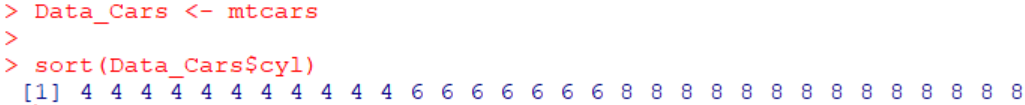 > Data_Cars <- mtcars
>
> sort(Data_Cars$cyl)
[1] 4 4 4 4 4 4 4 4 4 4 4 6 6 6 6 6 6 6 8 8 8 8 8 8 8 8 8 8 8 8 8 8